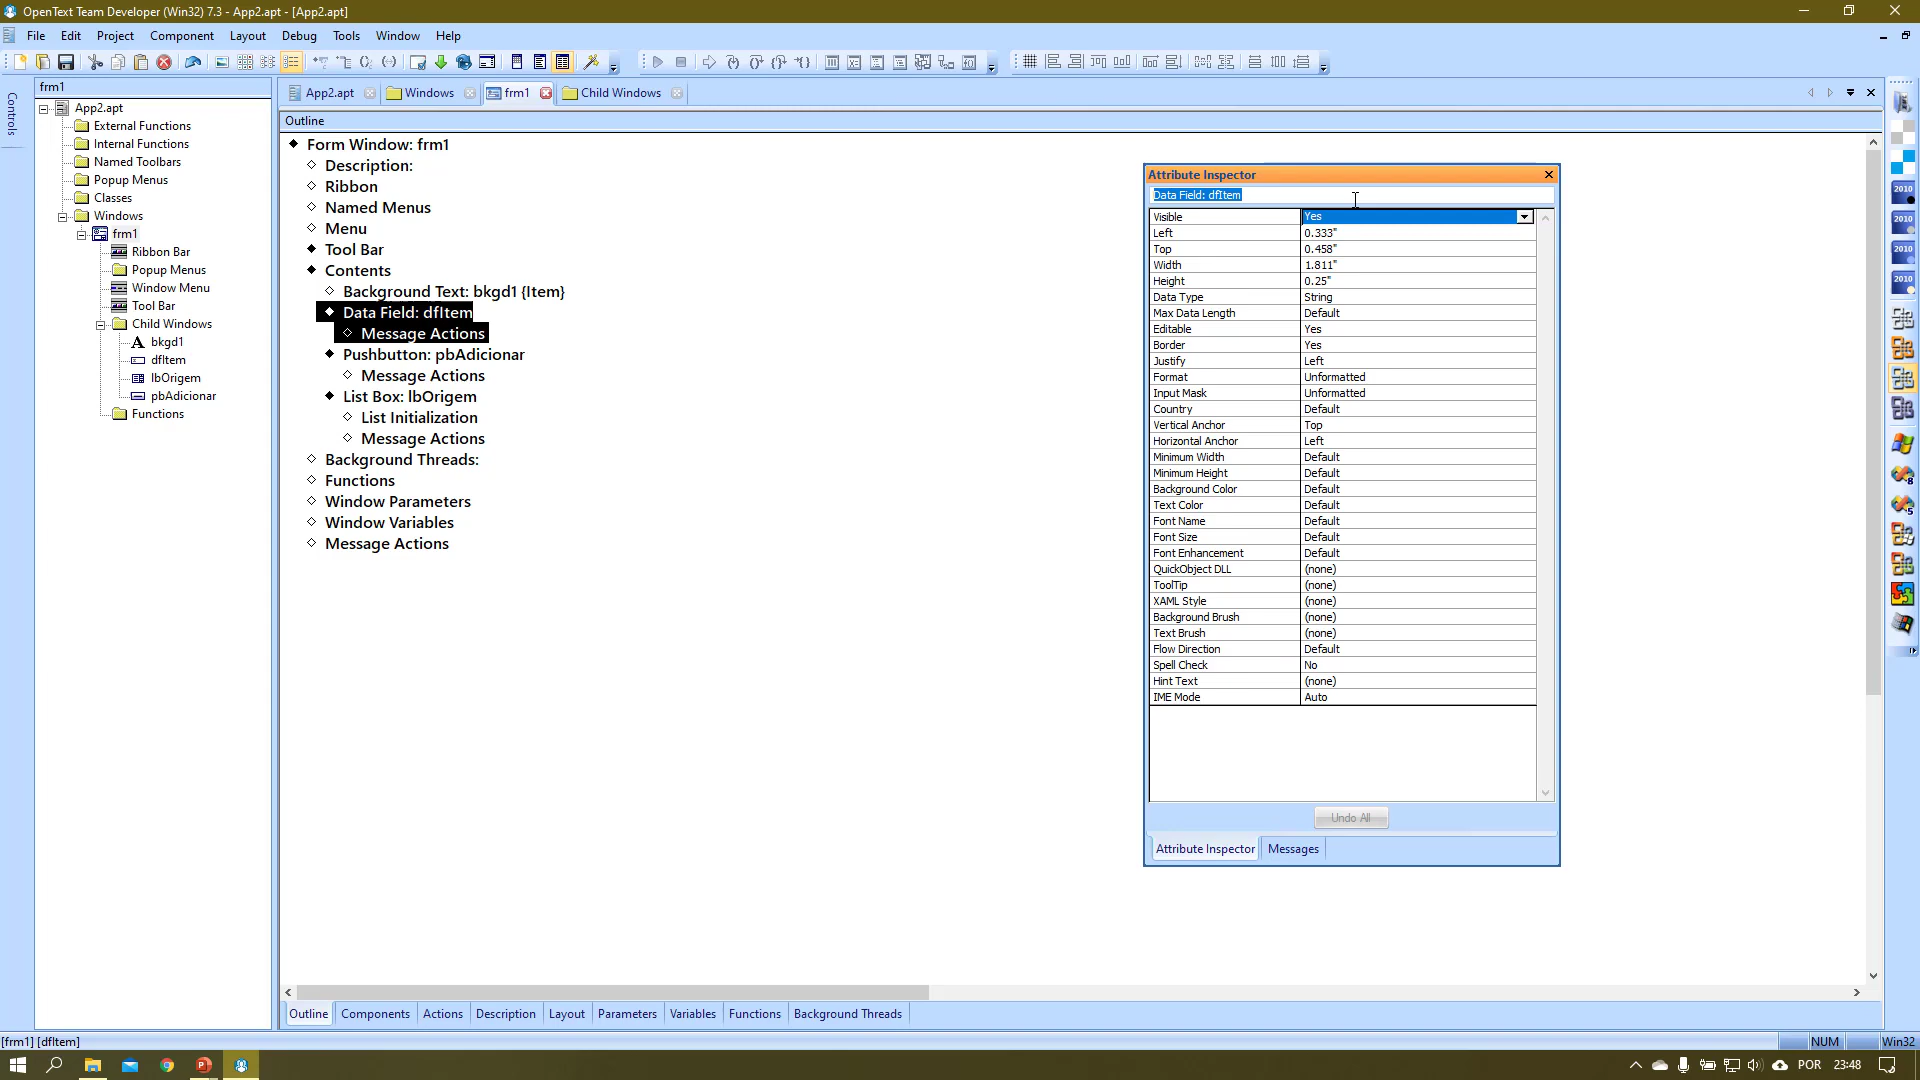 OpenText Team Developer (Win32) 7.3 - App2.apt - [App2.apt]
File Edit Project Component Layout Debug Tools Window Help
frm1
App2.apt Windows frm1 Child Windows
Controls
App2.apt
External Functions
Internal Functions
Named Toolbars
Popup Menus
Classes
Windows
frm1
Ribbon Bar
Popup Menus
Window Menu
Tool Bar
Child Windows
bkgd1
dfItem
lbOrigem
pbAdicionar
Functions
Outline
Form Window: frm1
Description:
Ribbon
Named Menus
Menu
Tool Bar
Contents
Background Text: bkgd1 {Item}
Data Field: dfItem
Message Actions
Pushbutton: pbAdicionar
Message Actions
List Box: lbOrigem
List Initialization
Message Actions
Background Threads:
Functions
Window Parameters
Window Variables
Message Actions
Attribute Inspector
Data Field: dfItem
Visible Yes
Left 0.333"
Top 0.458"
Width 1.811"
Height 0.25"
Data Type String
Max Data Length Default
Editable Yes
Border Yes
Justify Left
Format Unformatted
Input Mask Unformatted
Country Default
Vertical Anchor Top
Horizontal Anchor Left
Minimum Width Default
Minimum Height Default
Background Color Default
Text Color Default
Font Name Default
Font Size Default
Font Enhancement Default
QuickObject DLL (none)
ToolTip (none)
XAML Style (none)
Background Brush (none)
Text Brush (none)
Flow Direction Default
Spell Check No
Hint Text (none)
IME Mode Auto
Undo All
Attribute Inspector Messages
2010
2010
2010
2010
Outline Components Actions Description Layout Parameters Variables Functions Background Threads
[frm1] [dfItem] NUM Win32
POR 23:48